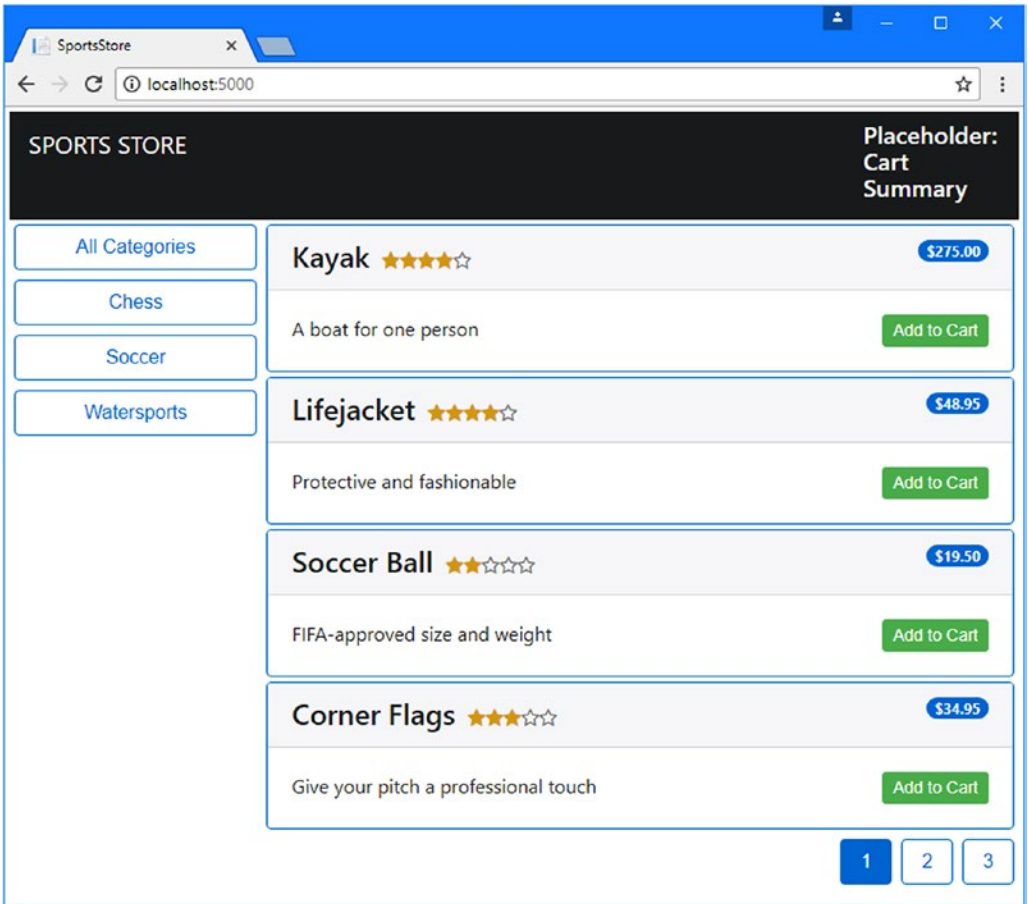 SportsStore
localhost:5000
SPORTS STORE
Placeholder:
Cart
Summary
All Categories
Chess
Soccer
Watersports
Kayak
$275.00
A boat for one person
Add to Cart
Lifejacket
$48.95
Protective and fashionable
Add to Cart
Soccer Ball
$19.50
FIFA-approved size and weight
Add to Cart
Corner Flags
$34.95
Give your pitch a professional touch
Add to Cart
1 2 3